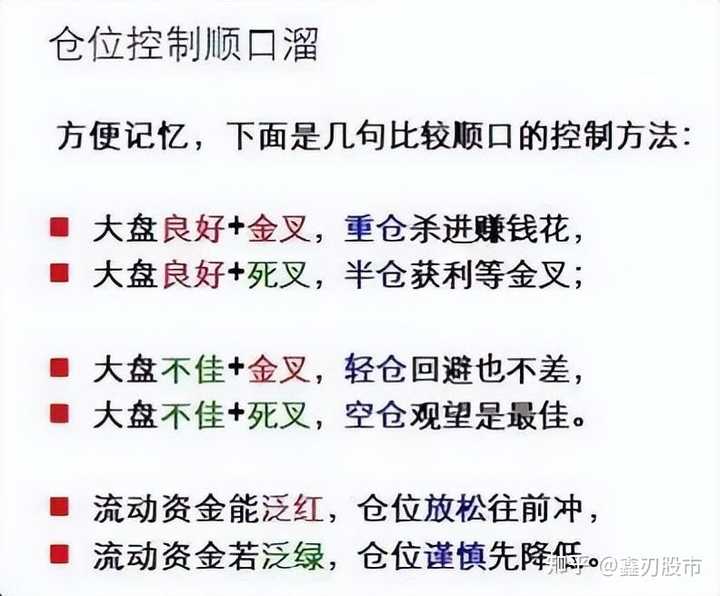 仓位控制顺口溜
方便记忆，下面是几句比较顺口的控制方法：
大盘良好+金叉，重仓杀进赚钱花，
大盘良好+死叉，半仓获利等金叉；
大盘不佳+金叉，轻仓回避也不差，
大盘不佳+死叉，空仓观望是最佳。
流动资金能泛红，仓位放松往前冲，
流动资金若泛绿，仓位谨慎先降低。
知乎 @鑫刃股市